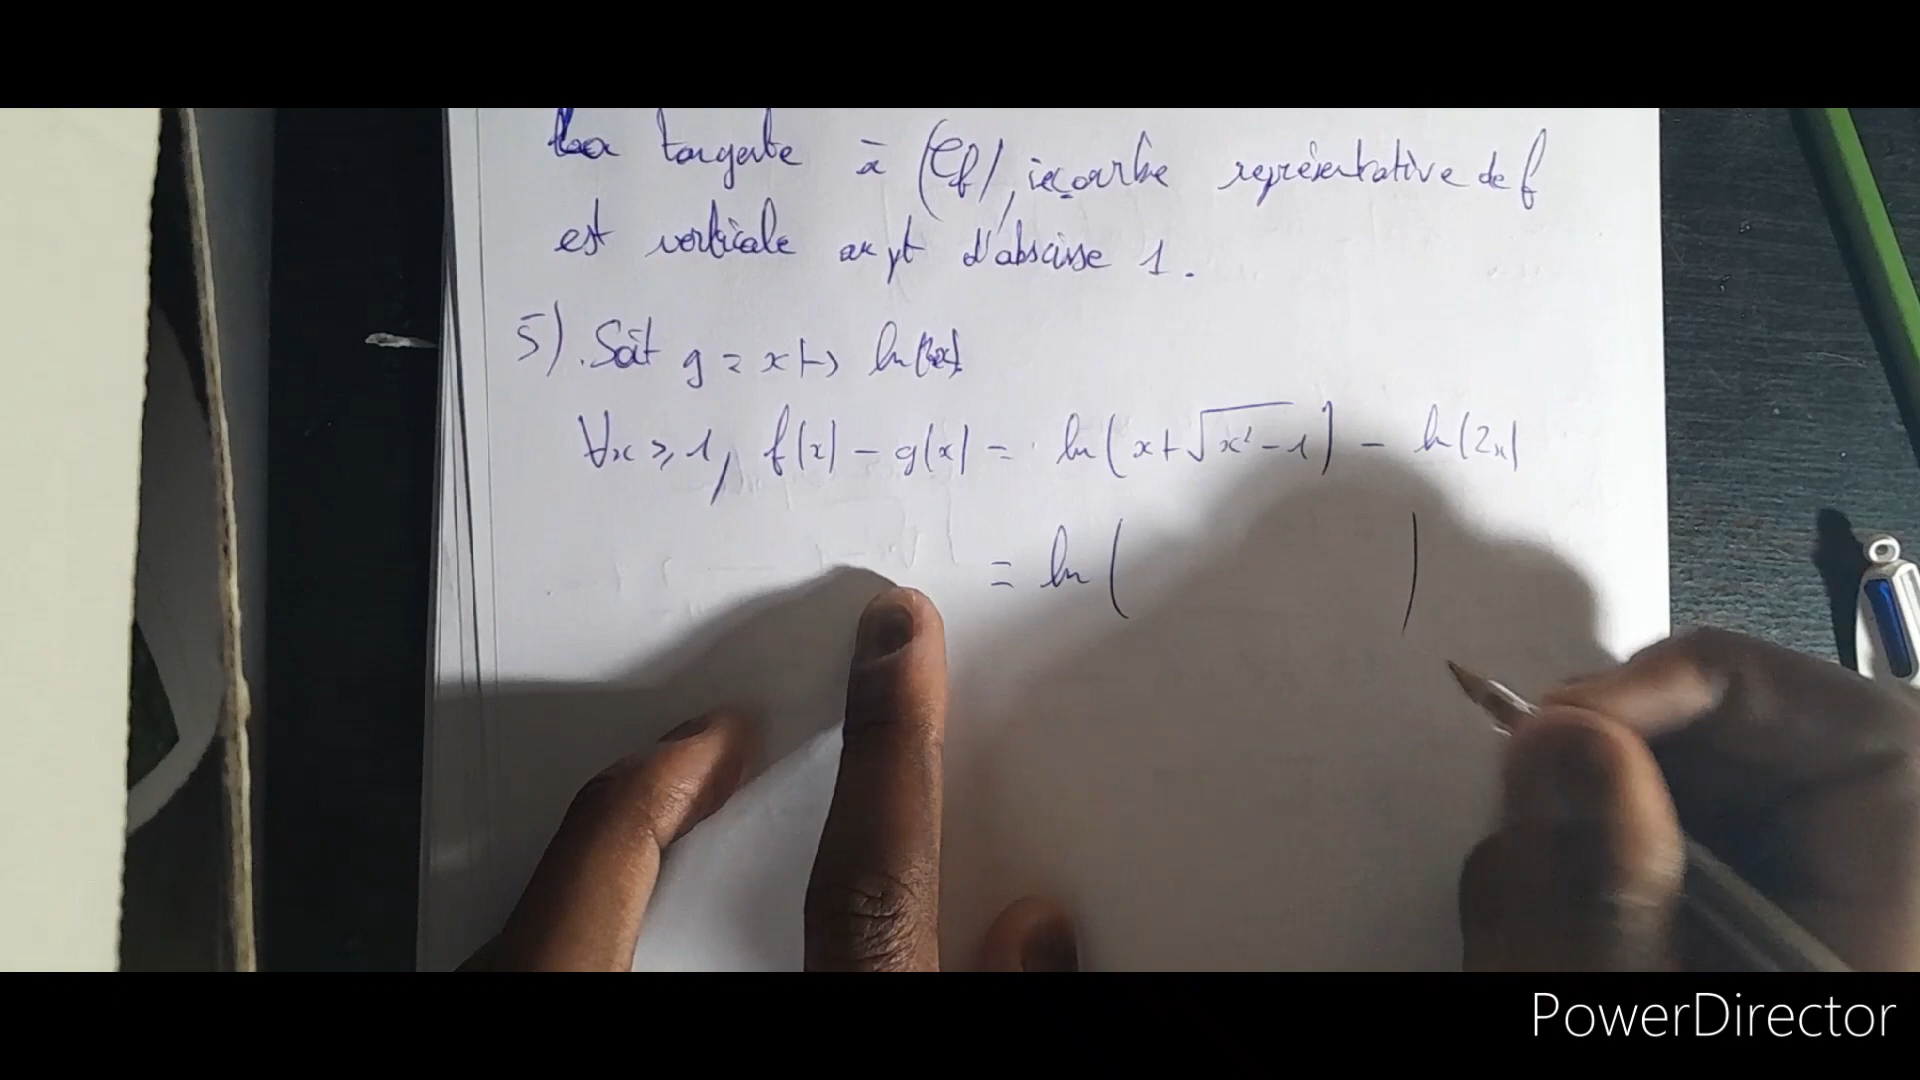 La tangente à (Cf), courbe représentative de f
est verticale au pt d'abscisse 1.
5). Soit g = x ↦ ln(2x)
∀x ≥ 1, f(x) - g(x) = ln(x+√(x²-1)) - ln(2x)
= ln( )
PowerDirector